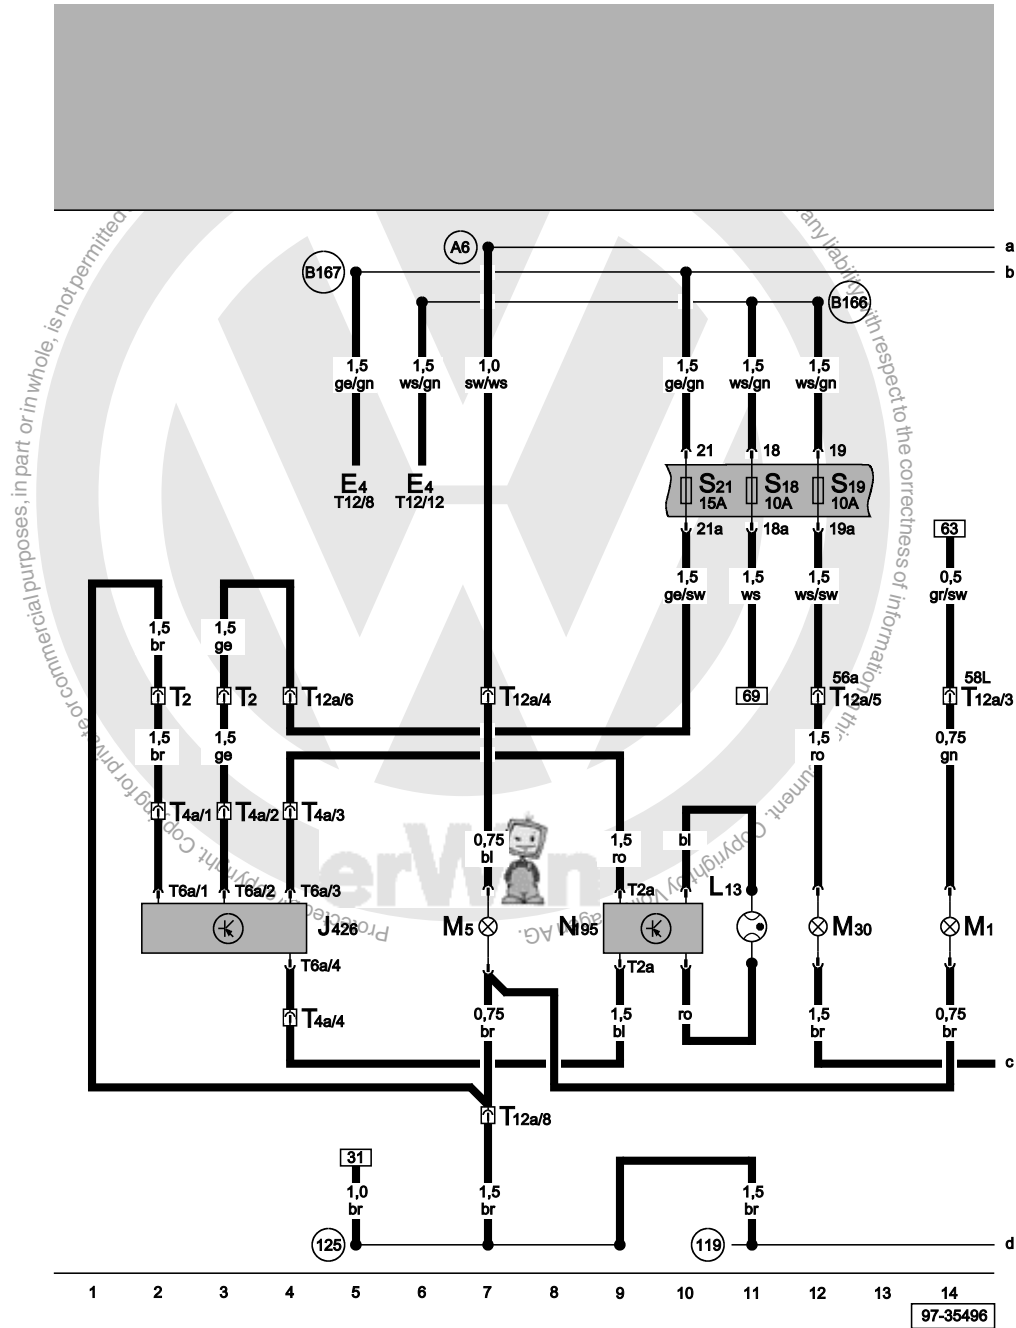 A6
a
B167
b
B166
1,5 1,5 1,0 1,5 1,5 1,5
ge/gn ws/gn sw/ws ge/gn ws/gn ws/gn
21 18 19
E4 E4 S21 S18 S19
T12/8 T12/12 15A 10A 10A
21a 18a 19a 63
1,5 1,5 1,5 0,5
ge/sw ws ws/sw gr/sw
1,5 1,5
br ge
56a 58L
T2 T2 T12a/6 T12a/4 69 T12a/5 T12a/3
1,5 1,5 1,5 0,75
br ge ro gn
T4a/1 T4a/2 T4a/3
0,75 1,5 bl
bl ro
T6a/1 T6a/2 T6a/3 T2a L13
J426 M5 N195 M30 M1
T6a/4 T2a
T4a/4 0,75 1,5 ro 1,5 0,75
br bl br br
c
T12a/8
31
1,0 1,5 1,5
br br br
125 119 d
1 2 3 4 5 6 7 8 9 10 11 12 13 14
97-35496